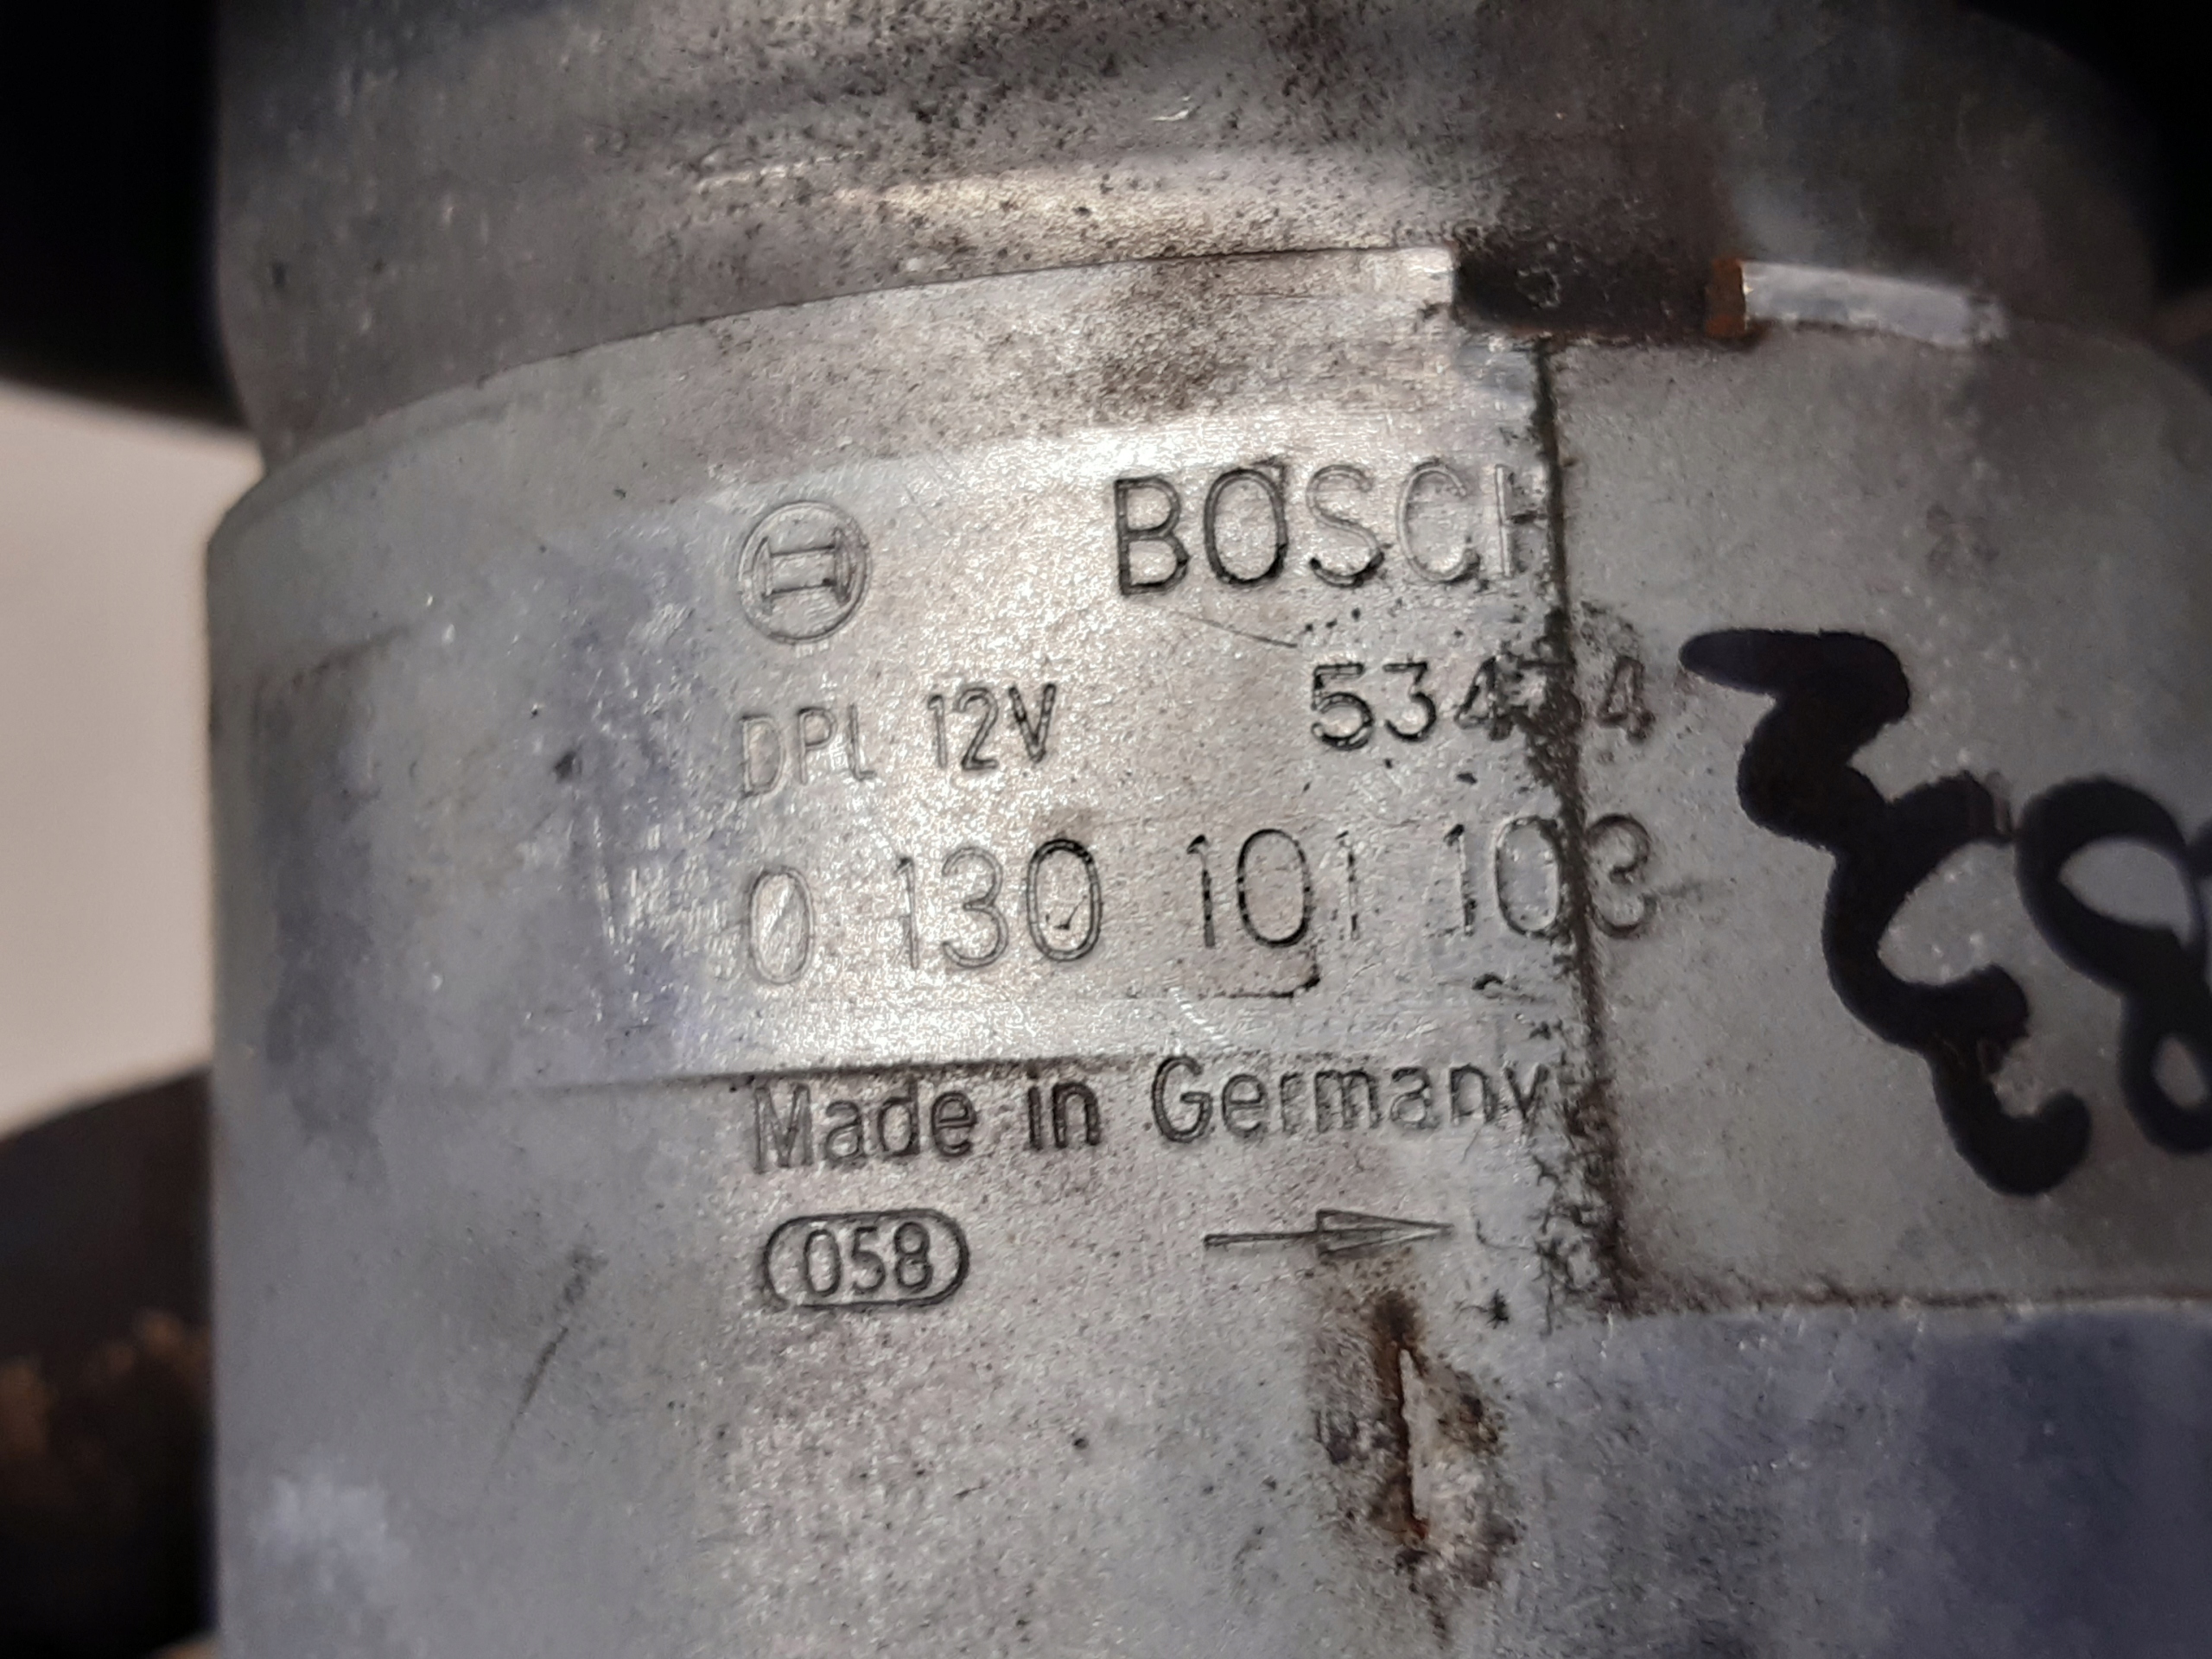 BOSCH
DPL 12V
0 130 101 103
Made in Germany
058